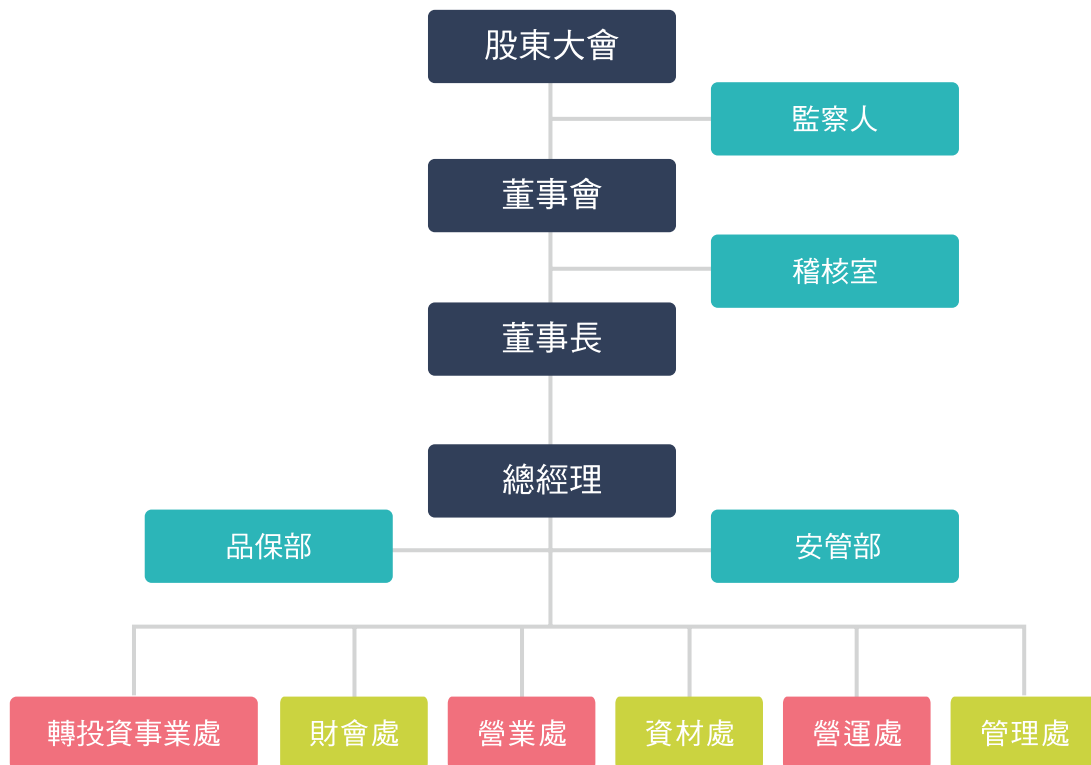 股東大會
監察人
董事會
稽核室
董事長
總經理
品保部
安管部
轉投資事業處
財會處
營業處
資材處
營運處
管理處